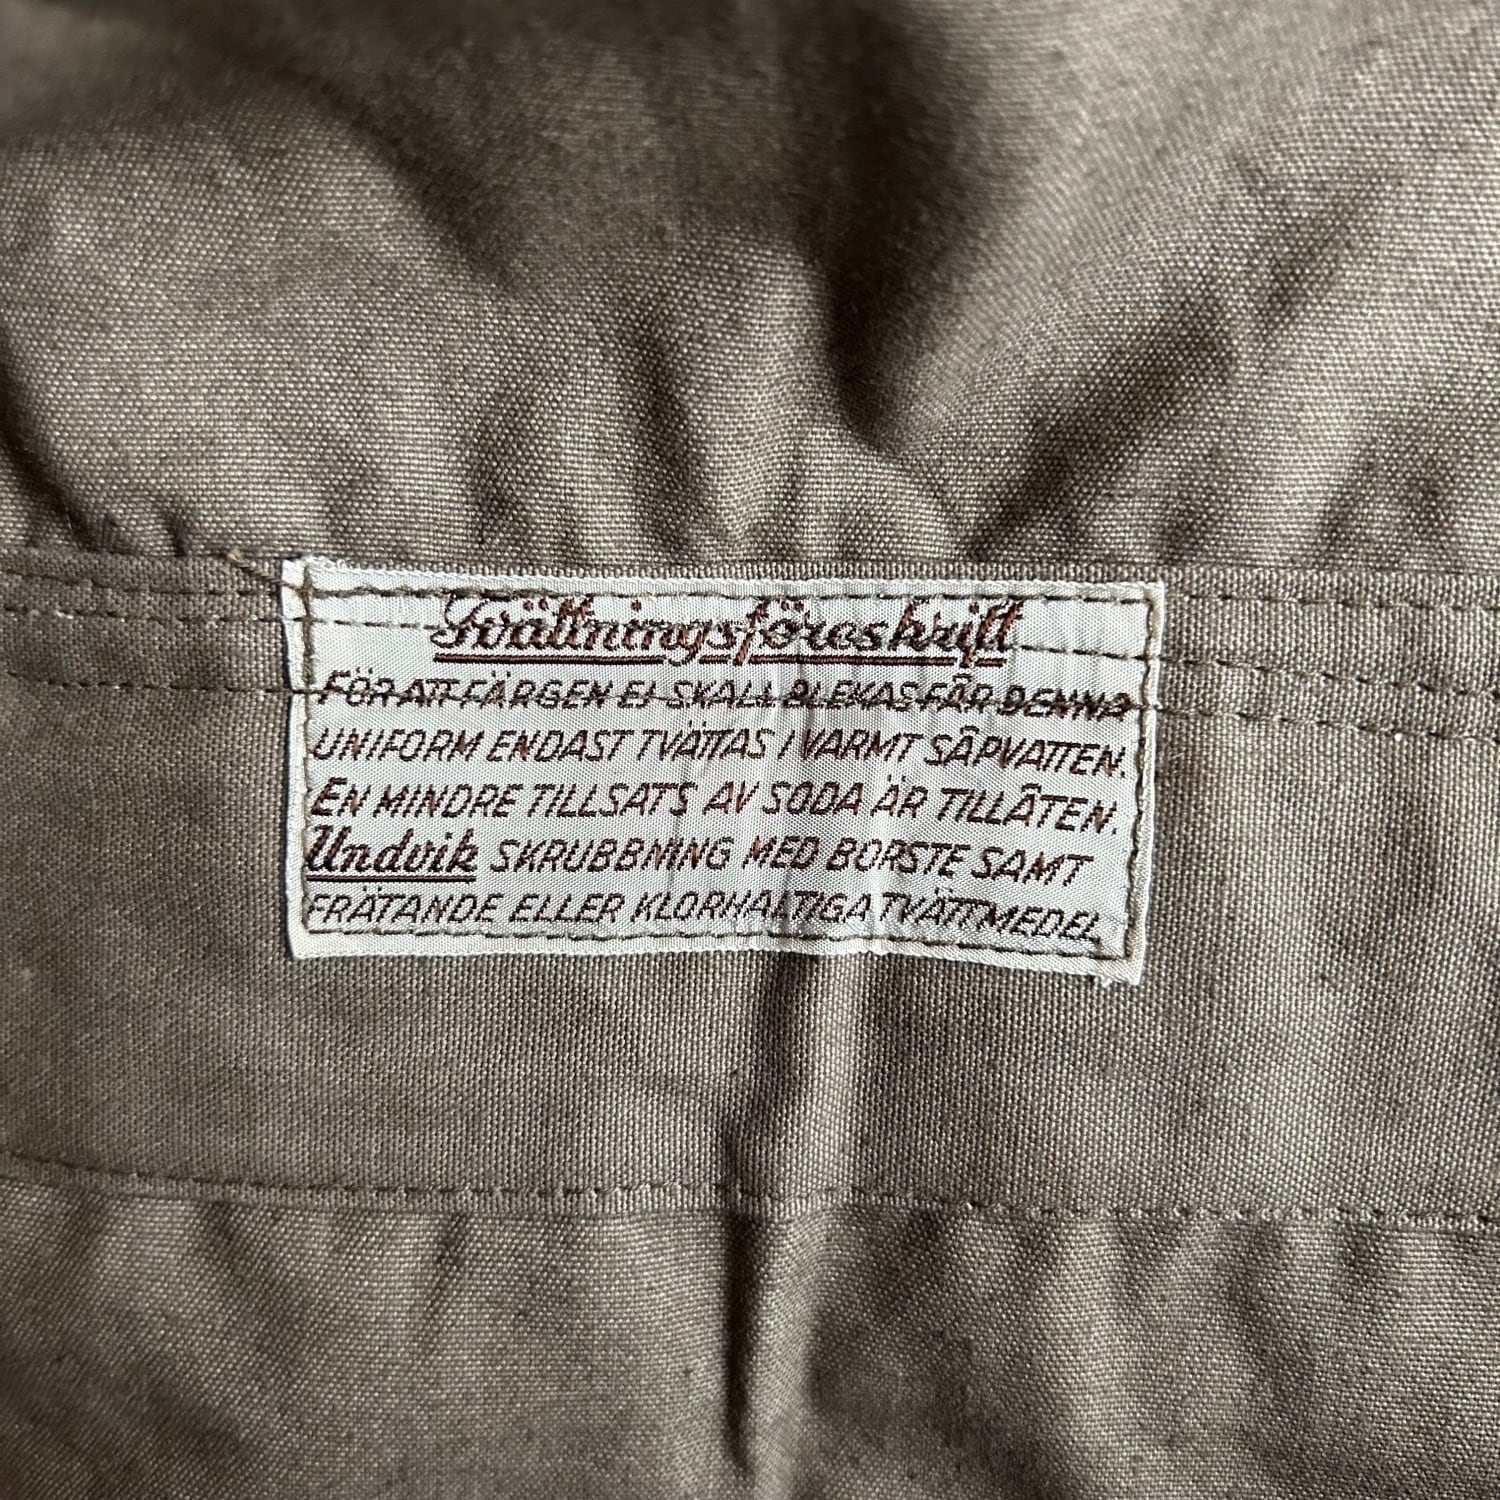 Tvättningsföreskrift
FÖR ATT FÄRGEN EJ SKALL BLEKAS FÅR DENNA
UNIFORM ENDAST TVÄTTAS I VARMT SÅPVATTEN.
EN MINDRE TILLSATS AV SODA ÄR TILLÅTEN.
Undvik SKRUBBNING MED BORSTE SAMT
FRÄTANDE ELLER KLORHALTIGA TVÄTTMEDEL